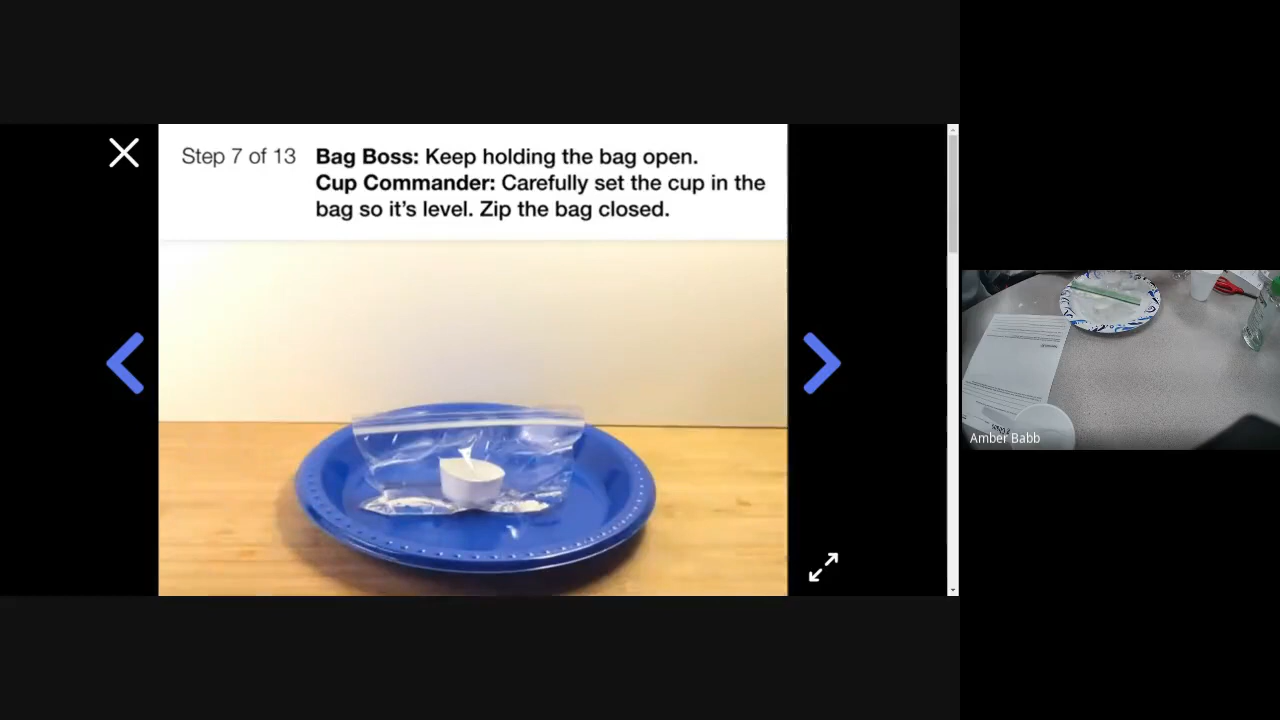 Step 7 of 13
Bag Boss: Keep holding the bag open.
Cup Commander: Carefully set the cup in the
bag so it's level. Zip the bag closed.
Amber Babb